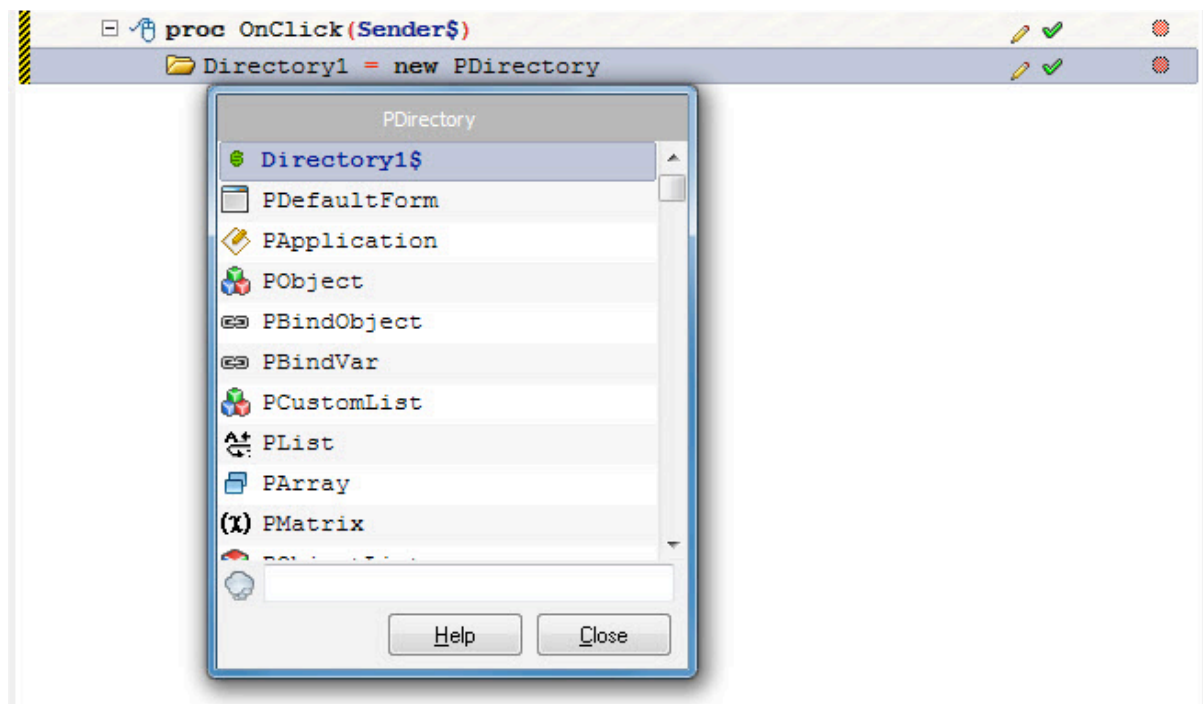 proc OnClick(Sender$)
Directory1 = new PDirectory
PDirectory
Directory1$
PDefaultForm
PApplication
PObject
PBindObject
PBindVar
PCustomList
PList
PArray
(χ) PMatrix
Help Close